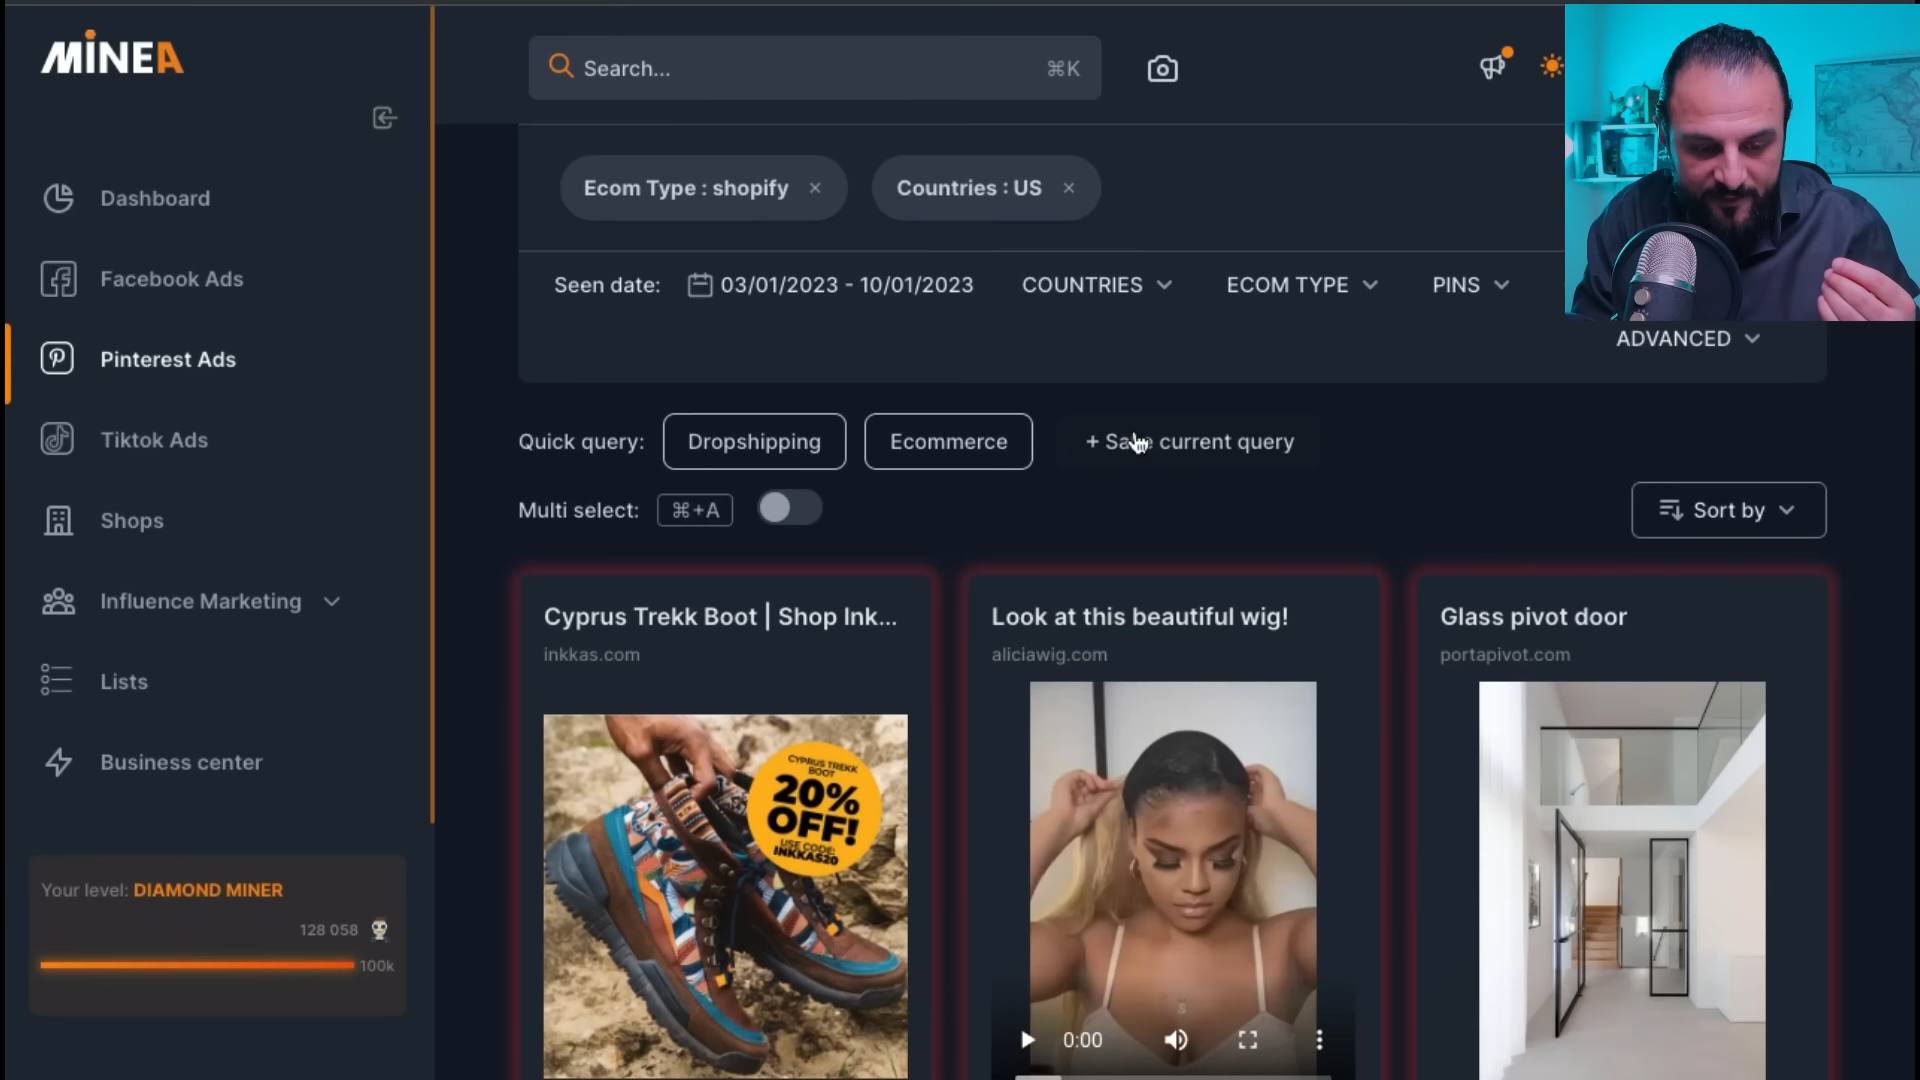 MINEA
Search...
⌘K
Dashboard
Facebook Ads
Pinterest Ads
Tiktok Ads
Shops
Influence Marketing
Lists
Business center
Your level: DIAMOND MINER
128 058
100k
Ecom Type : shopify ×
Countries : US ×
Seen date: 03/01/2023 - 10/01/2023 COUNTRIES ECOM TYPE PINS
ADVANCED
Quick query: Dropshipping Ecommerce + Save current query
Multi select: ⌘+A
Sort by
Cyprus Trekk Boot | Shop Ink...
inkkas.com
CYPRUS TREKK
BOOT
20%
OFF!
USE CODE:
INKKAS20
Look at this beautiful wig!
aliciawig.com
0:00
Glass pivot door
portapivot.com